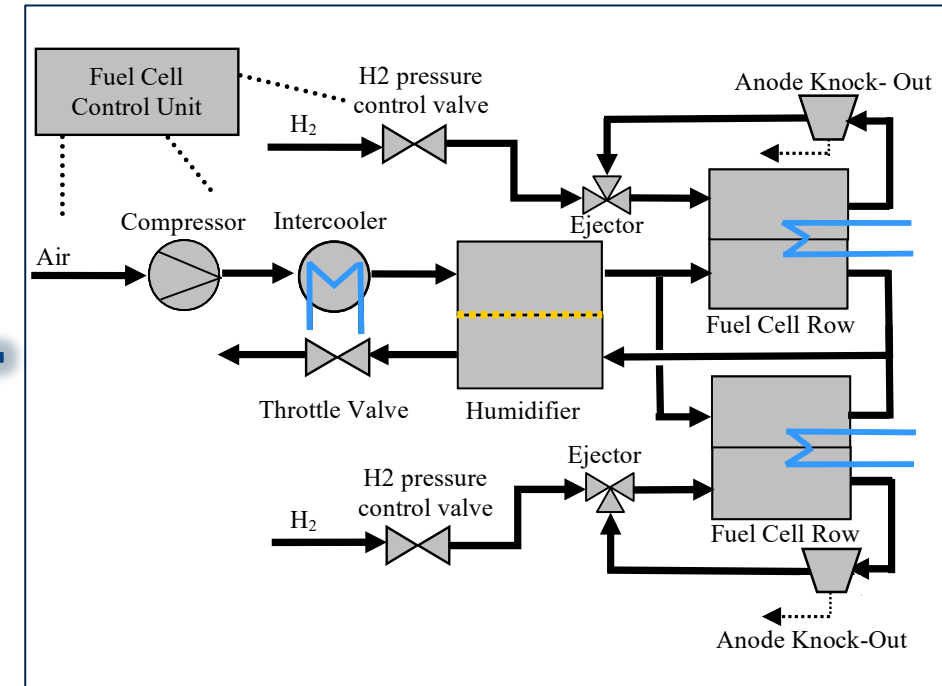 Fuel Cell
Control Unit
H2 pressure
control valve
Anode Knock- Out
H₂
Ejector
Compressor
Intercooler
Air
Fuel Cell Row
Throttle Valve
Humidifier
Ejector
H2 pressure
control valve
H₂
Fuel Cell Row
Anode Knock-Out